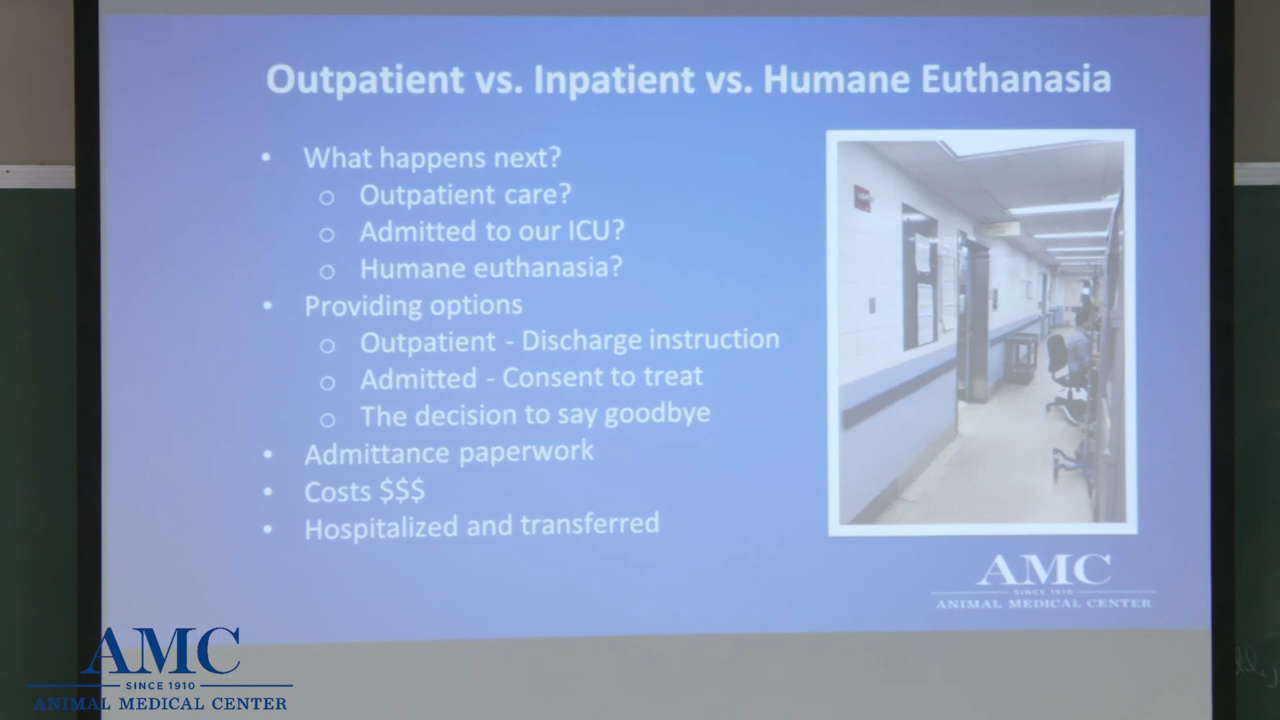 Outpatient vs. Inpatient vs. Humane Euthanasia
• What happens next?
o Outpatient care?
o Admitted to our ICU?
o Humane euthanasia?
• Providing options
o Outpatient - Discharge instruction
o Admitted - Consent to treat
o The decision to say goodbye
• Admittance paperwork
• Costs $$$
• Hospitalized and transferred
AMC
SINCE 1910
ANIMAL MEDICAL CENTER
AMC
SINCE 1910
ANIMAL MEDICAL CENTER